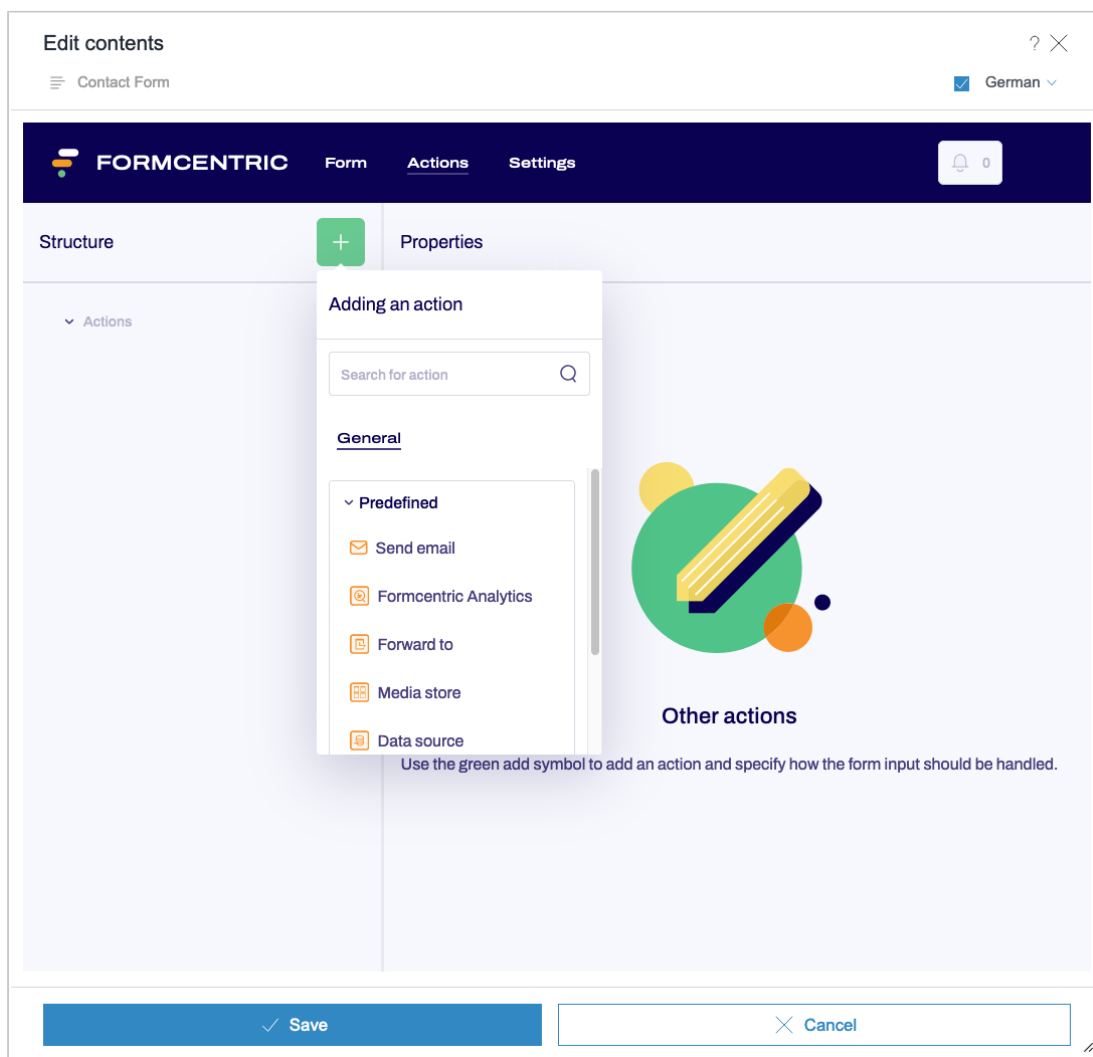 Edit contents
?
Contact Form
German
FORMCENTRIC Form Actions Settings
0
Structure
+
Properties
Adding an action
Actions
Search for action
General
Predefined
Send email
Formcentric Analytics
Forward to
Media store
Data source
Other actions
Use the green add symbol to add an action and specify how the form input should be handled.
Save
Cancel